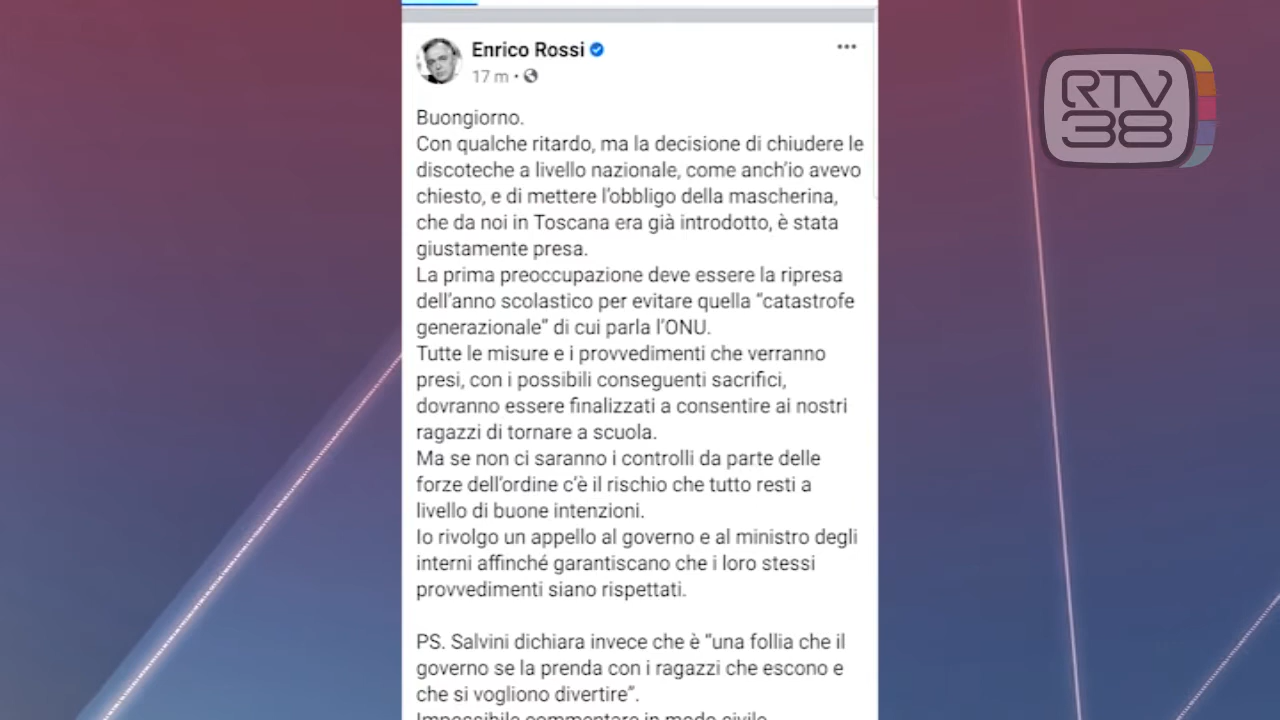 Enrico Rossi
17 m •
RTV
38
Buongiorno.
Con qualche ritardo, ma la decisione di chiudere le
discoteche a livello nazionale, come anch'io avevo
chiesto, e di mettere l'obbligo della mascherina,
che da noi in Toscana era già introdotto, è stata
giustamente presa.
La prima preoccupazione deve essere la ripresa
dell'anno scolastico per evitare quella “catastrofe
generazionale” di cui parla l'ONU.
Tutte le misure e i provvedimenti che verranno
presi, con i possibili conseguenti sacrifici,
dovranno essere finalizzati a consentire ai nostri
ragazzi di tornare a scuola.
Ma se non ci saranno i controlli da parte delle
forze dell'ordine c'è il rischio che tutto resti a
livello di buone intenzioni.
Io rivolgo un appello al governo e al ministro degli
interni affinché garantiscano che i loro stessi
provvedimenti siano rispettati.
PS. Salvini dichiara invece che è “una follia che il
governo se la prenda con i ragazzi che escono e
che si vogliono divertire”.
Impossibile commentare in modo civile